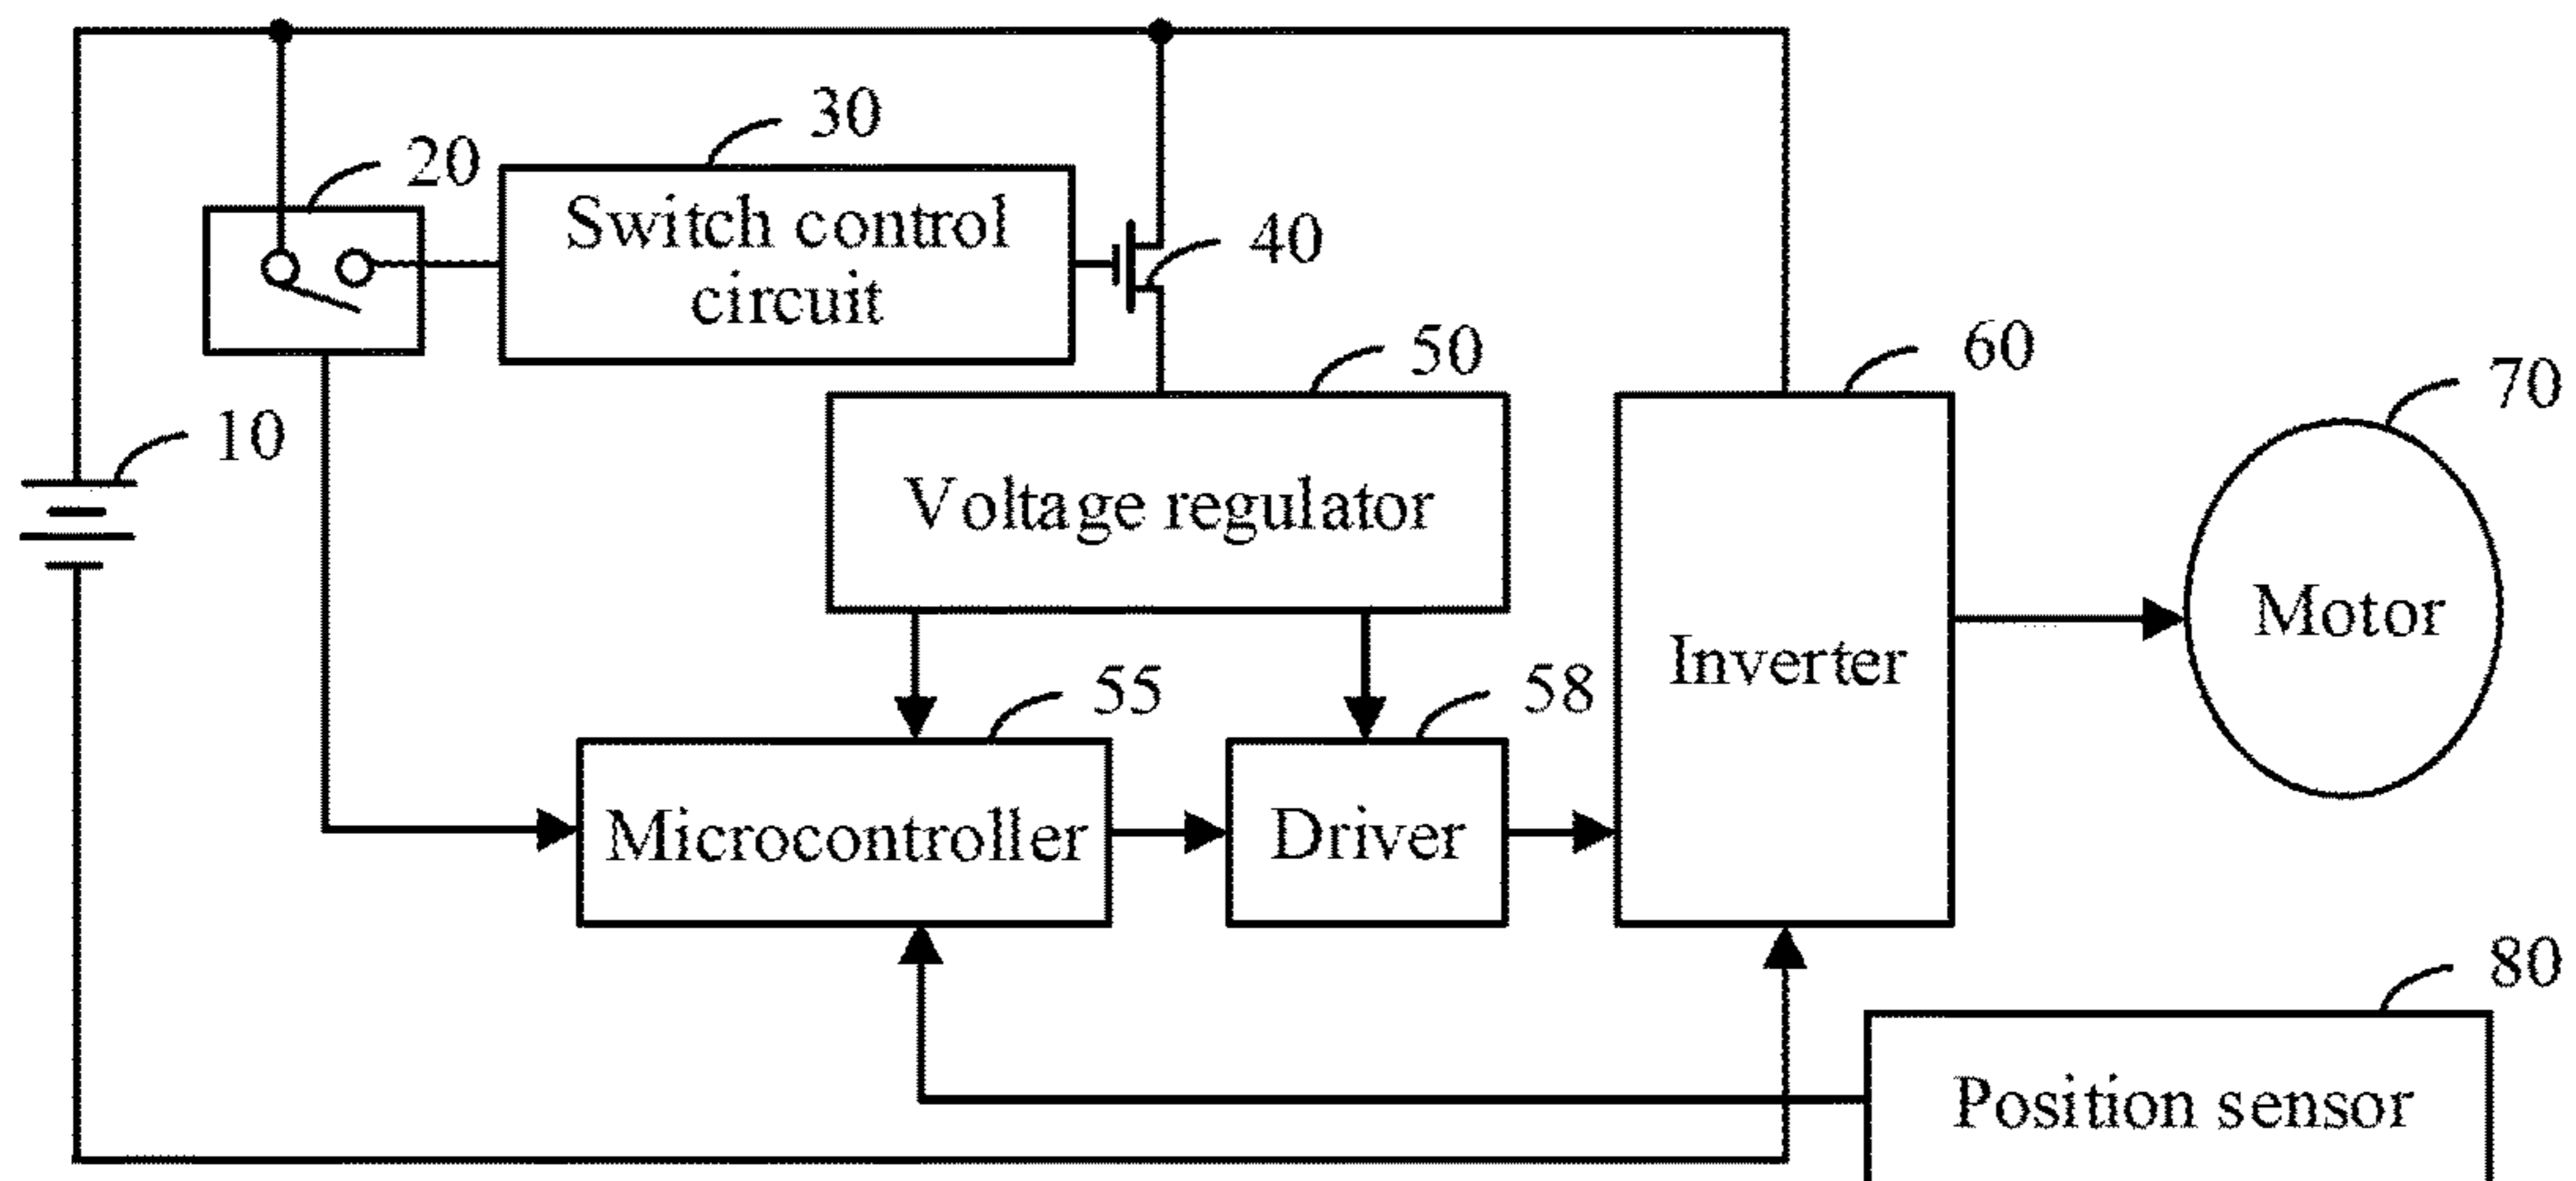 30
20
Switch control
circuit
40
50
60
70
10
Voltage regulator
Motor
Inverter
55
58
Microcontroller
Driver
80
Position sensor